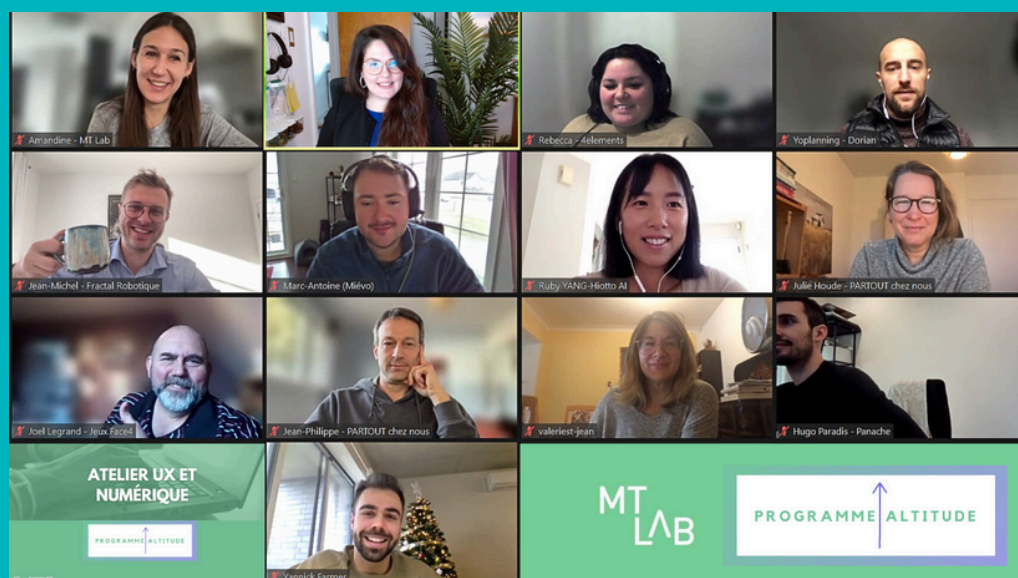 Amandine - MT Lab
Rebecca - 4elements
Yoplanning - Dorian
Jean-Michel - Fractal Robotique
Marc-Antoine (Miévo)
Ruby YANG-Hiotto AI
Julie Houde - PARTOUT chez nous
Joel Legrand - Jeux Face4
Jean-Philippe - PARTOUT chez nous
valeriest-jean
Hugo Paradis - Panache
ATELIER UX ET
NUMÉRIQUE
PROGRAMME ALTITUDE
Yannick Farmer
MT
LAB
PROGRAMME ALTITUDE